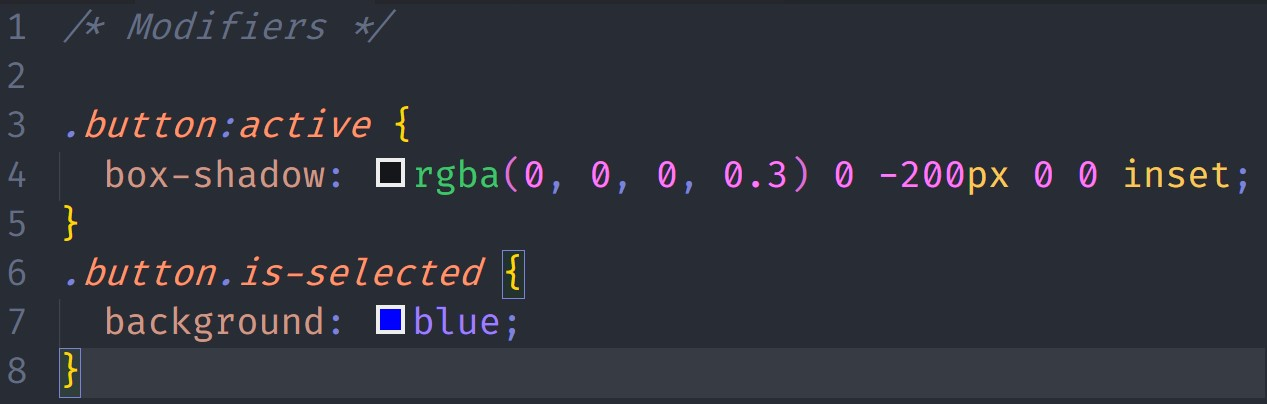 1 /* Modifiers */
2
3 .button:active {
4 box-shadow: rgba(0, 0, 0, 0.3) 0 -200px 0 0 inset;
5 }
6 .button.is-selected {
7 background: blue;
8 }